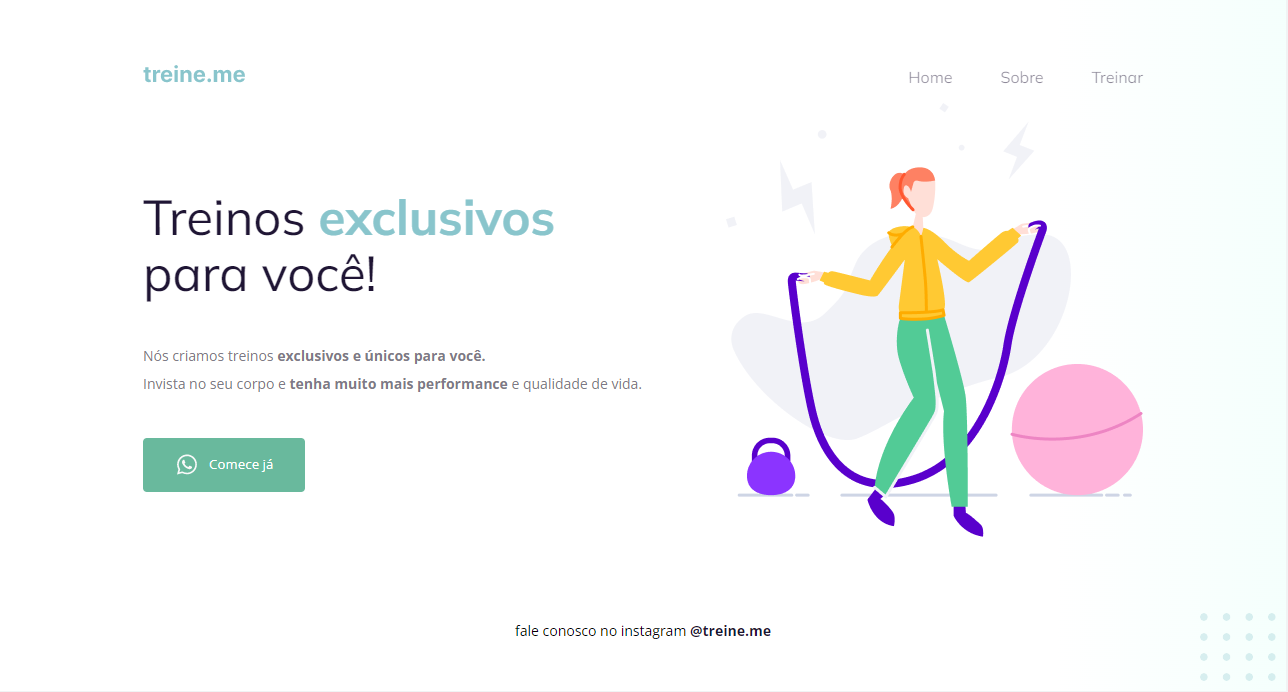 treine.me
Home
Sobre
Treinar
Treinos exclusivos
para você!
Nós criamos treinos exclusivos e únicos para você.
Invista no seu corpo e tenha muito mais performance e qualidade de vida.
Comece já
fale conosco no instagram @treine.me